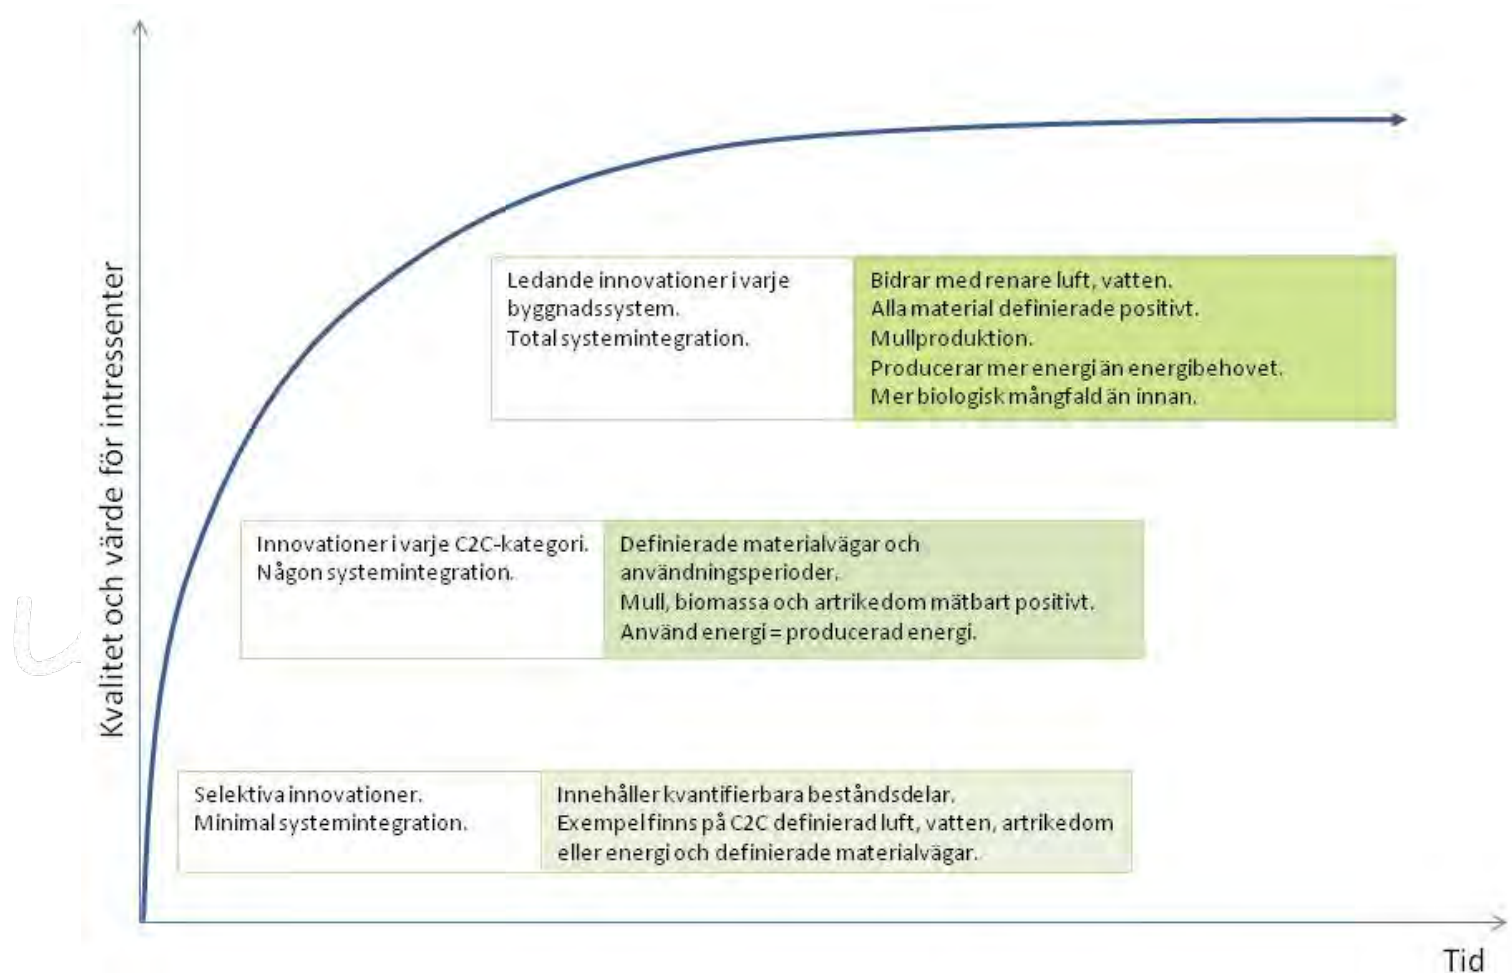 Kvalitet och värde för intressenter
Ledande innovationer i varje
byggnadssystem.
Total systemintegration.
Bidrar med renare luft, vatten.
Alla material definierade positivt.
Mullproduktion.
Producerar mer energi än energibehovet.
Mer biologisk mångfald än innan.
Innovationer i varje C2C-kategori.
Någon systemintegration.
Definierade materialvägar och
användningsperioder.
Mull, biomassa och artrikedom mätbart positivt.
Använd energi = producerad energi.
Selektiva innovationer.
Minimal systemintegration.
Innehåller kvantifierbara beståndsdelar.
Exempel finns på C2C definierad luft, vatten, artrikedom
eller energi och definierade materialvägar.
Tid